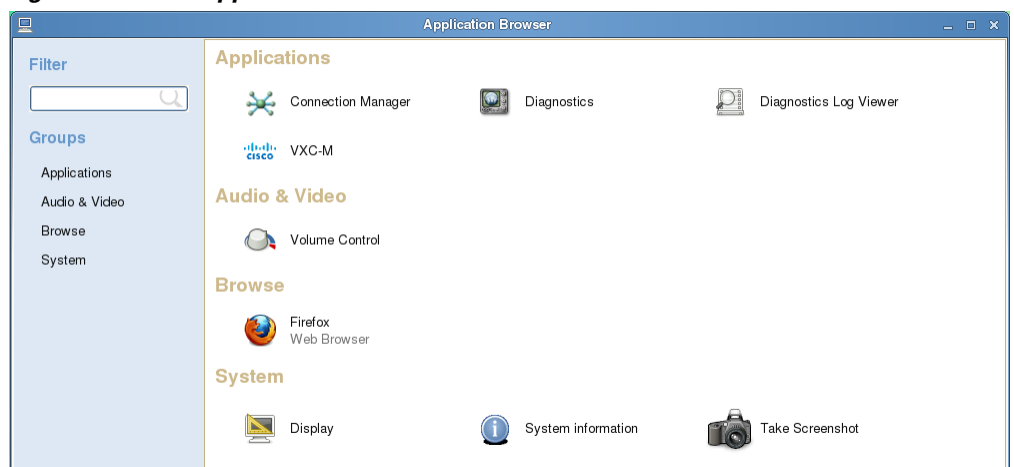 Application Browser
Filter
Groups
Applications
Audio & Video
Browse
System
Applications
Connection Manager
Diagnostics
Diagnostics Log Viewer
CISCO
VXC-M
Audio & Video
Volume Control
Browse
Firefox
Web Browser
System
Display
System information
Take Screenshot